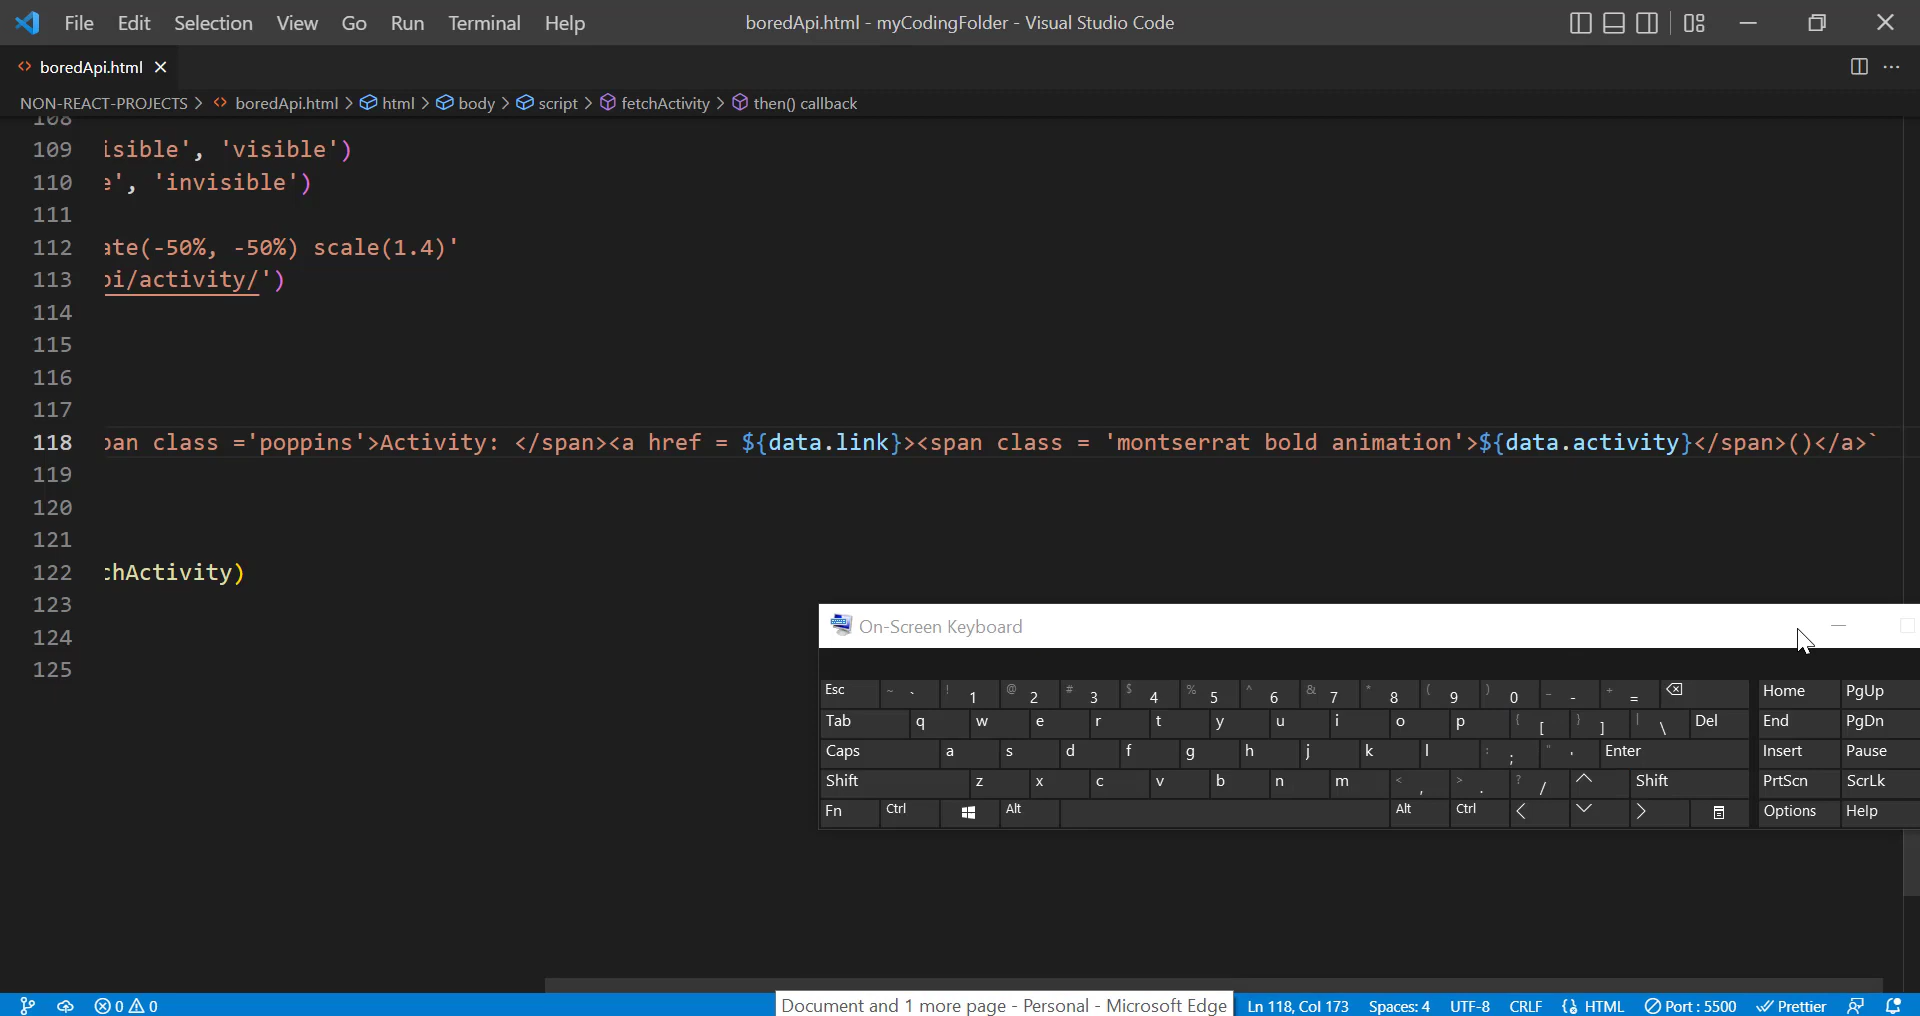 File Edit Selection View Go Run Terminal Help boredApi.html - myCodingFolder - Visual Studio Code
boredApi.html
NON-REACT-PROJECTS > boredApi.html > html > body > script > fetchActivity > then() callback
108
109 isible', 'visible')
110 e', 'invisible')
111
112 ate(-50%, -50%) scale(1.4)'
113 pi/activity/')
114
115
116
117
118 pan class ='poppins'>Activity: </span><a href = ${data.link}><span class = 'montserrat bold animation'>${data.activity}</span>()</a>`
119
120
121
122 chActivity)
123
124
125
On-Screen Keyboard
Esc ~ ` ! 1 @ 2 # 3 $ 4 % 5 ^ 6 & 7 * 8 ( 9 ) 0 _ - + = Home PgUp
Tab q w e r t y u i o p { [ } ] | \ Del End PgDn
Caps a s d f g h j k l : ; " ' Enter Insert Pause
Shift z x c v b n m < , > . ? / Shift PrtScn ScrLk
Fn Ctrl Alt Alt Ctrl Options Help
0 0 Document and 1 more page - Personal - Microsoft Edge Ln 118, Col 173 Spaces: 4 UTF-8 CRLF HTML Port : 5500 Prettier